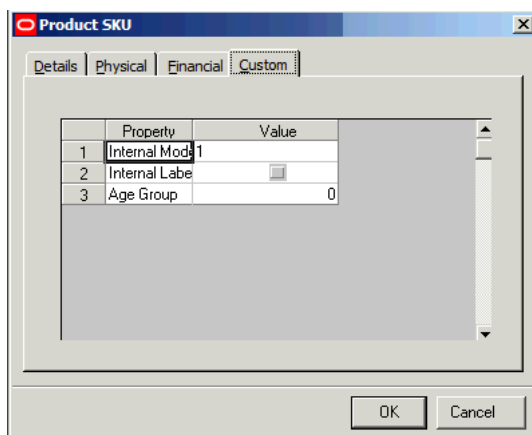 Product SKU
Details Physical Financial Custom
Property Value
1 Internal Mode 1
2 Internal Labe
3 Age Group 0
OK Cancel